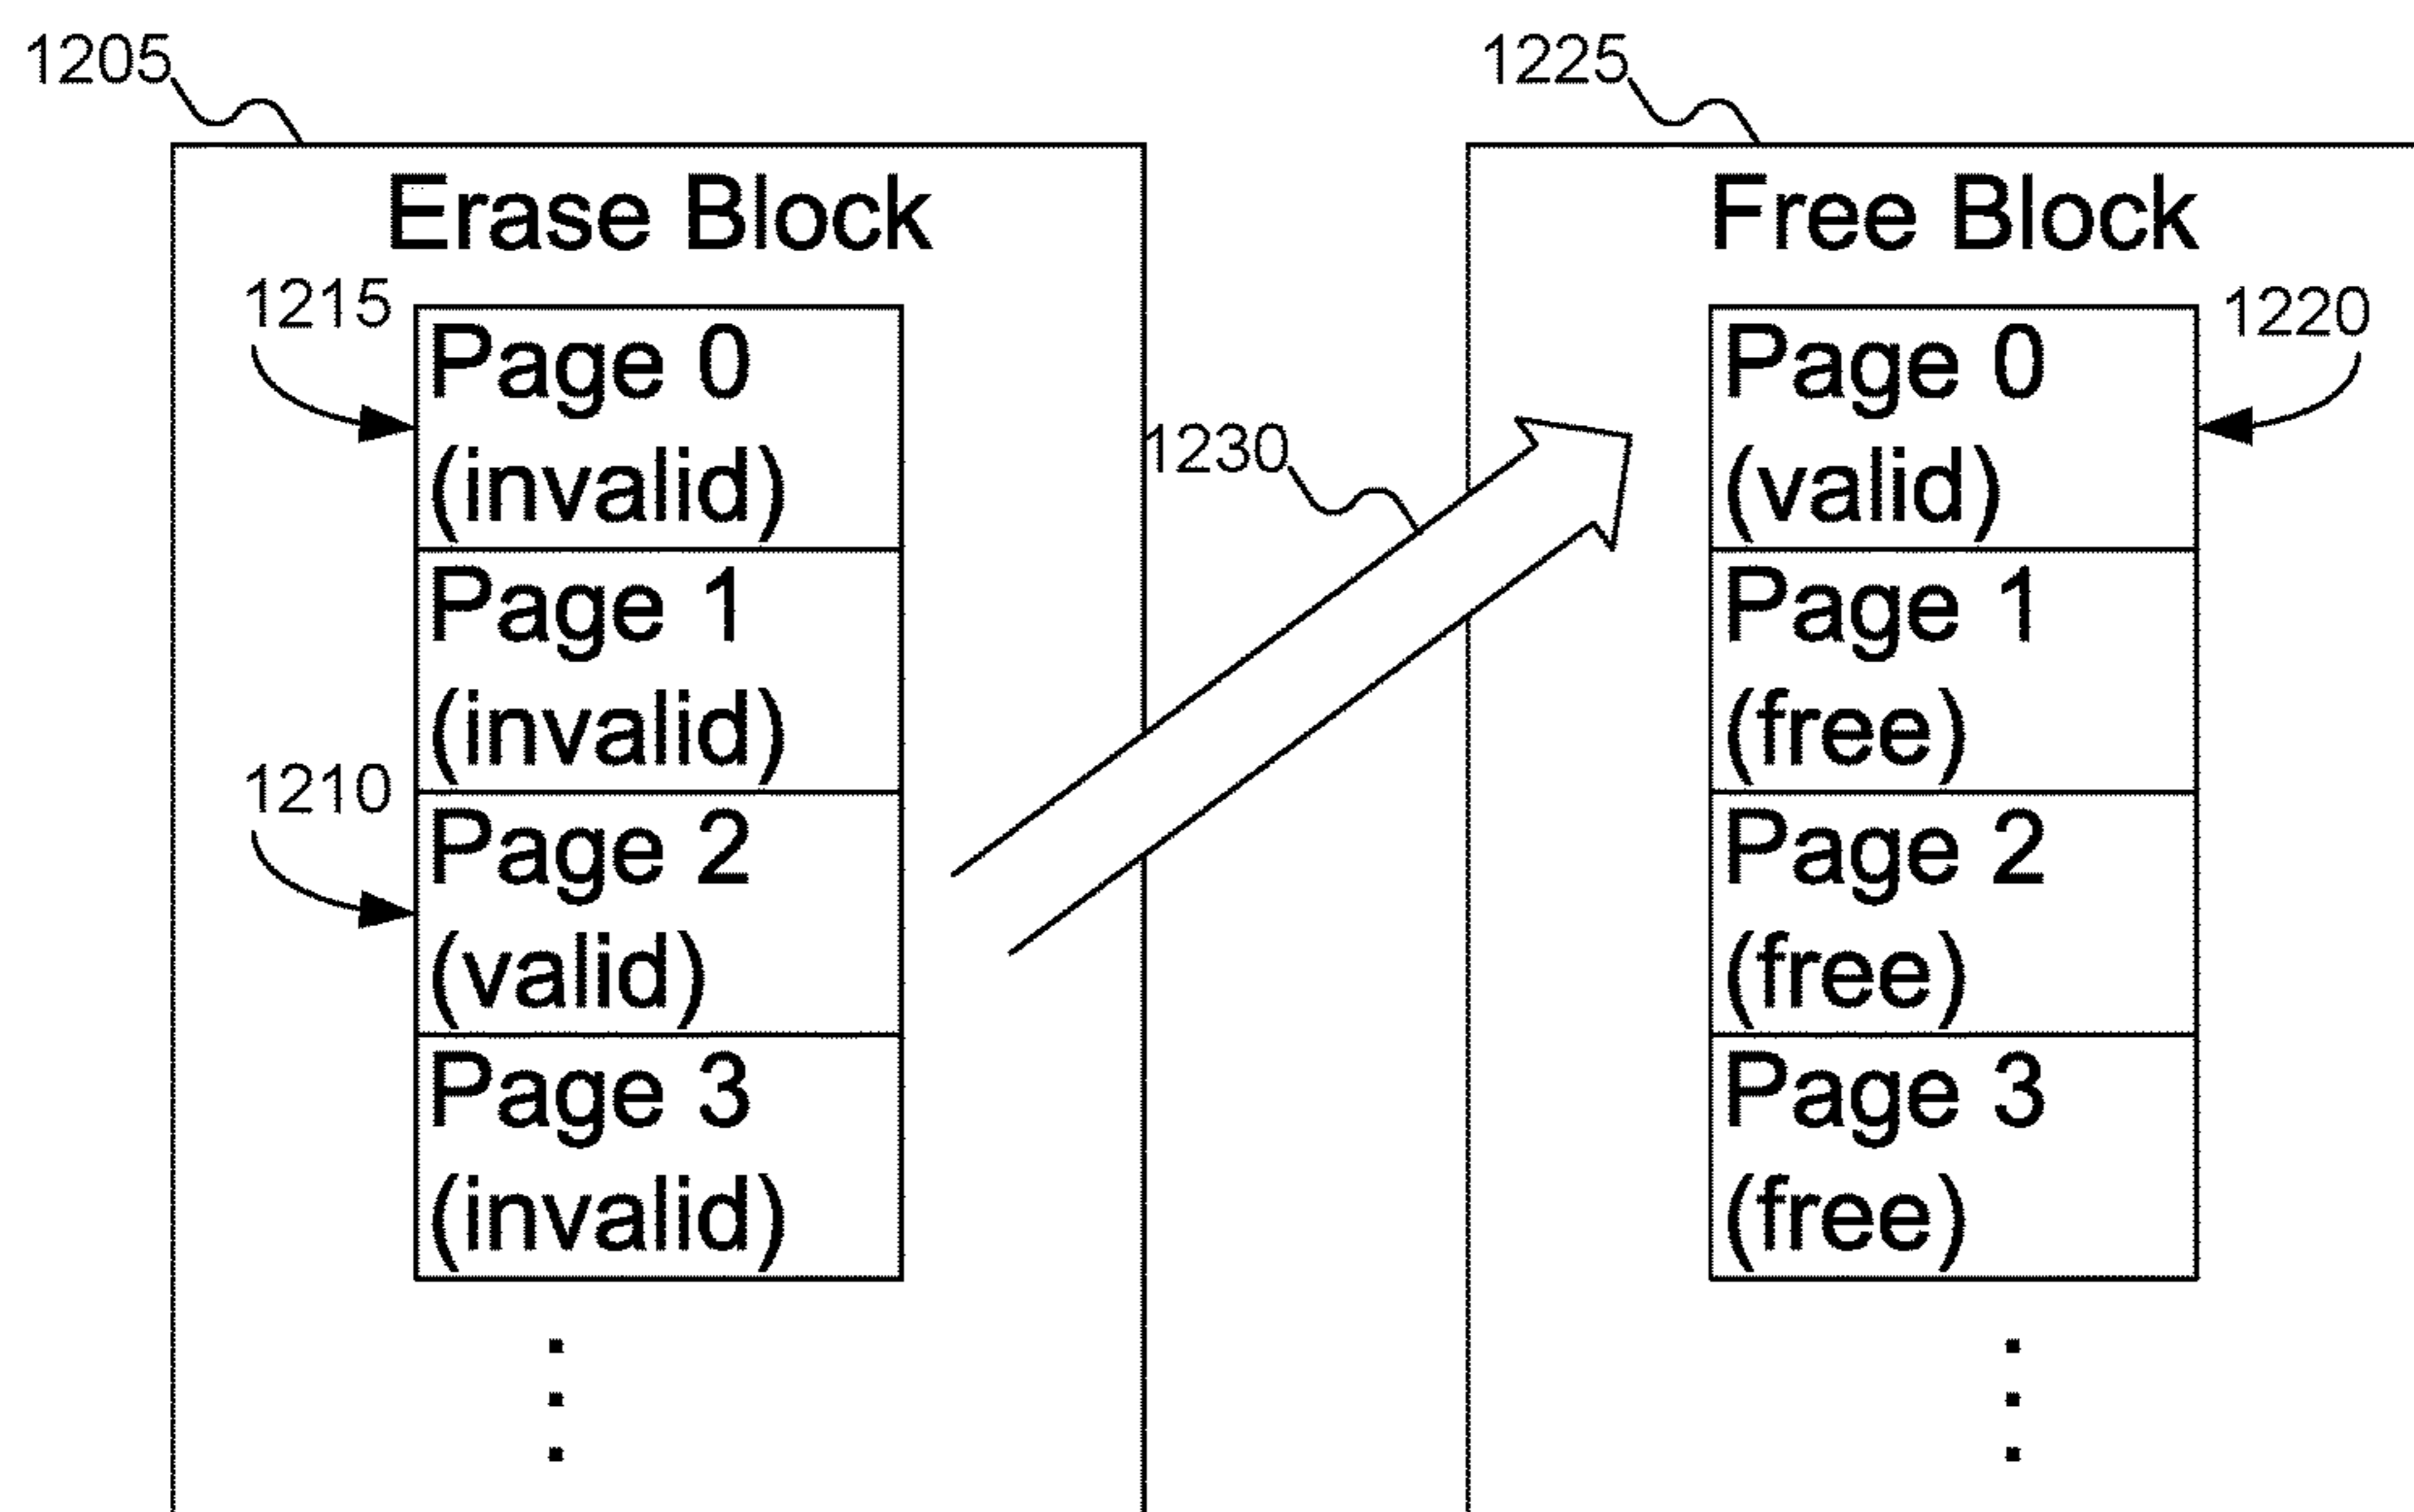 1205
1225
Erase Block
Free Block
1215
Page 0
(invalid)
Page 1
(invalid)
1210
Page 2
(valid)
Page 3
(invalid)
1230
Page 0
(valid)
1220
Page 1
(free)
Page 2
(free)
Page 3
(free)